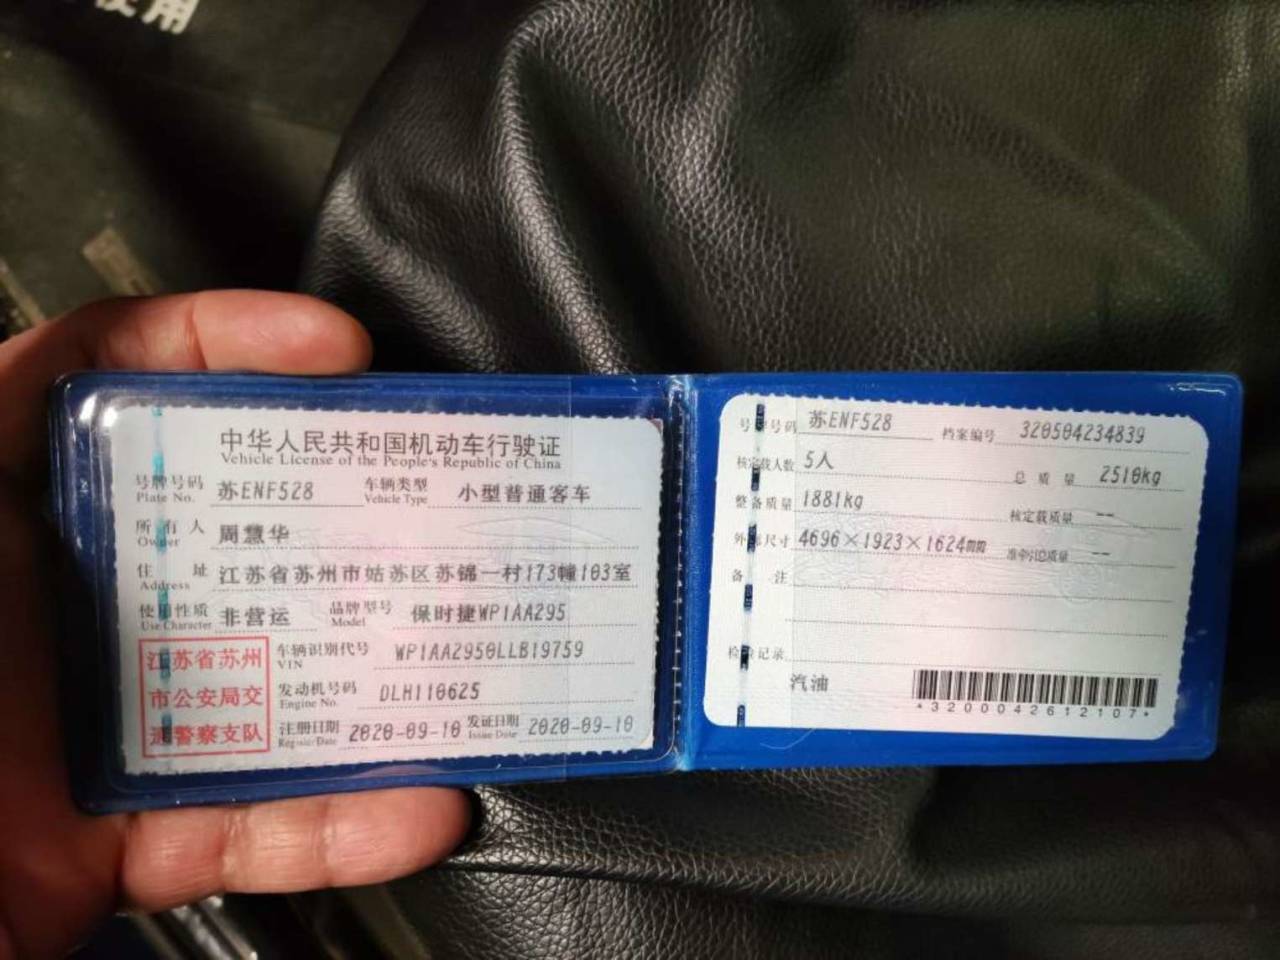 使用
中华人民共和国机动车行驶证
Vehicle License of the People's Republic of China
号牌号码 Plate No. 苏ENF528 车辆类型 Vehicle Type 小型普通客车
所有人 Owner 周慧华
住址 Address 江苏省苏州市姑苏区苏锦一村173幢103室
使用性质 Use Character 非营运 品牌型号 Model 保时捷WP1AA295
江苏省苏州
市公安局交
通警察支队
车辆识别代号 VIN WP1AA2950LLB19759
发动机号码 Engine No. DLH110625
注册日期 Register Date 2020-09-10 发证日期 Issue Date 2020-09-10
号牌号码 苏ENF528 档案编号 320504234839
核定载人数 5人 总质量 2510kg
整备质量 1881kg 核定载质量 --
外廓尺寸 4696×1923×1624mm 准牵引总质量 --
备注
检验记录
汽油
*3200042612107*